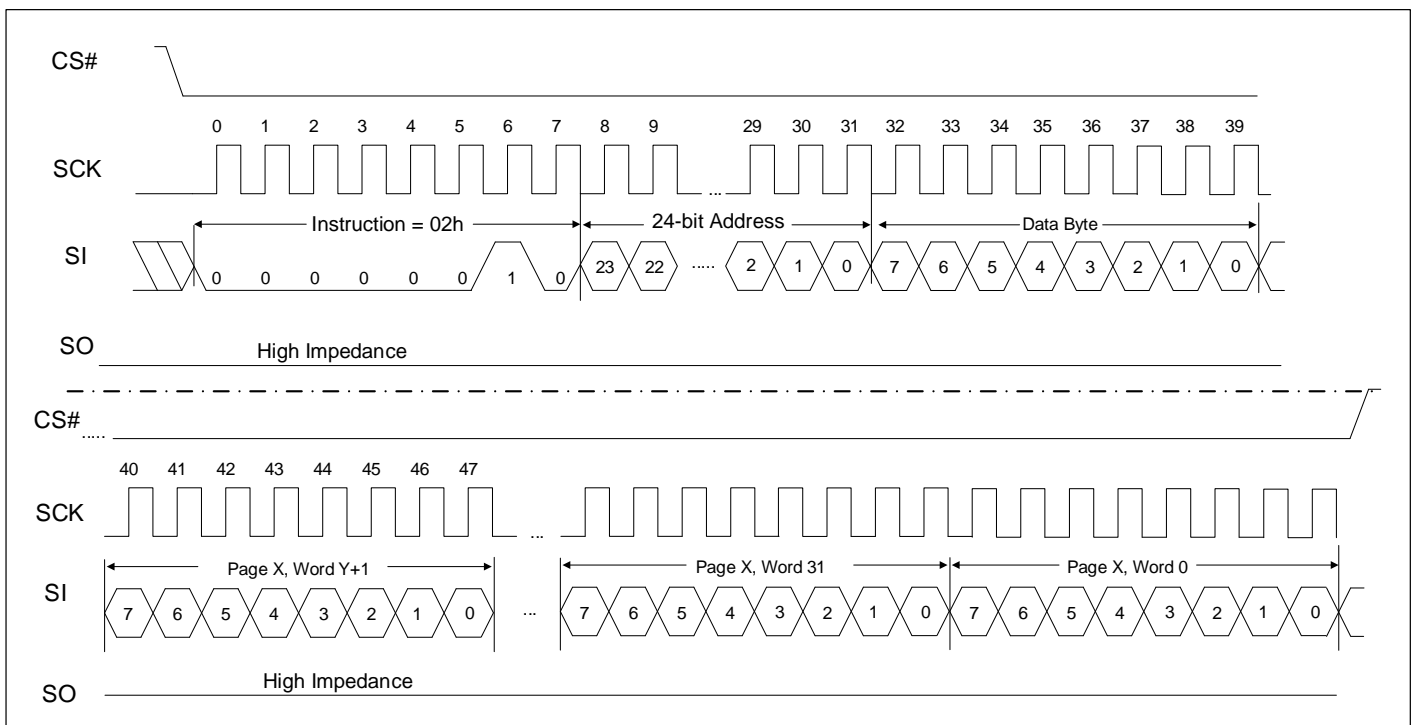 CS#
0 1 2 3 4 5 6 7 8 9 29 30 31 32 33 34 35 36 37 38 39
SCK ...
Instruction = 02h 24-bit Address Data Byte
SI 0 0 0 0 0 0 1 0 23 22 ..... 2 1 0 7 6 5 4 3 2 1 0
SO High Impedance
CS# .....
40 41 42 43 44 45 46 47
SCK ...
Page X, Word Y+1 Page X, Word 31 Page X, Word 0
SI 7 6 5 4 3 2 1 0 ... 7 6 5 4 3 2 1 0 7 6 5 4 3 2 1 0
SO High Impedance